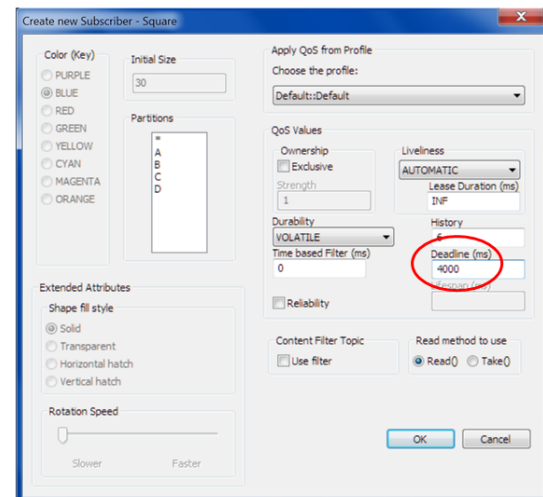 Create new Subscriber - Square
Color (Key)
PURPLE
BLUE
RED
GREEN
YELLOW
CYAN
MAGENTA
ORANGE
Initial Size
30
Partitions
*
A
B
C
D
Extended Attributes
Shape fill style
Solid
Transparent
Horizontal hatch
Vertical hatch
Rotation Speed
Slower Faster
Apply QoS from Profile
Choose the profile:
Default::Default
QoS Values
Ownership
Exclusive
Strength
1
Liveliness
AUTOMATIC
Lease Duration (ms)
INF
Durability
VOLATILE
History
6
Time based Filter (ms)
0
Deadline (ms)
4000
Lifespan (ms)
Reliability
Content Filter Topic
Use filter
Read method to use
Read() Take()
OK Cancel